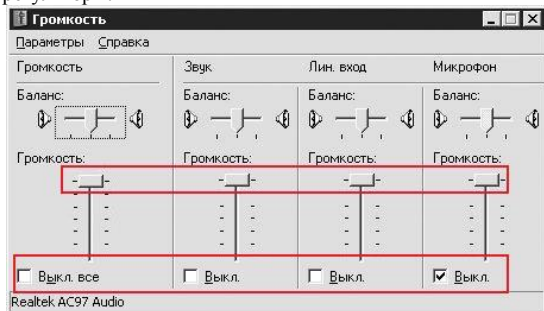 Громкость
Параметры Справка
Громкость Звук Лин. вход Микрофон
Баланс: Баланс: Баланс: Баланс:
Громкость: Громкость: Громкость: Громкость:
Выкл. все Выкл. Выкл. Выкл.
Realtek AC97 Audio